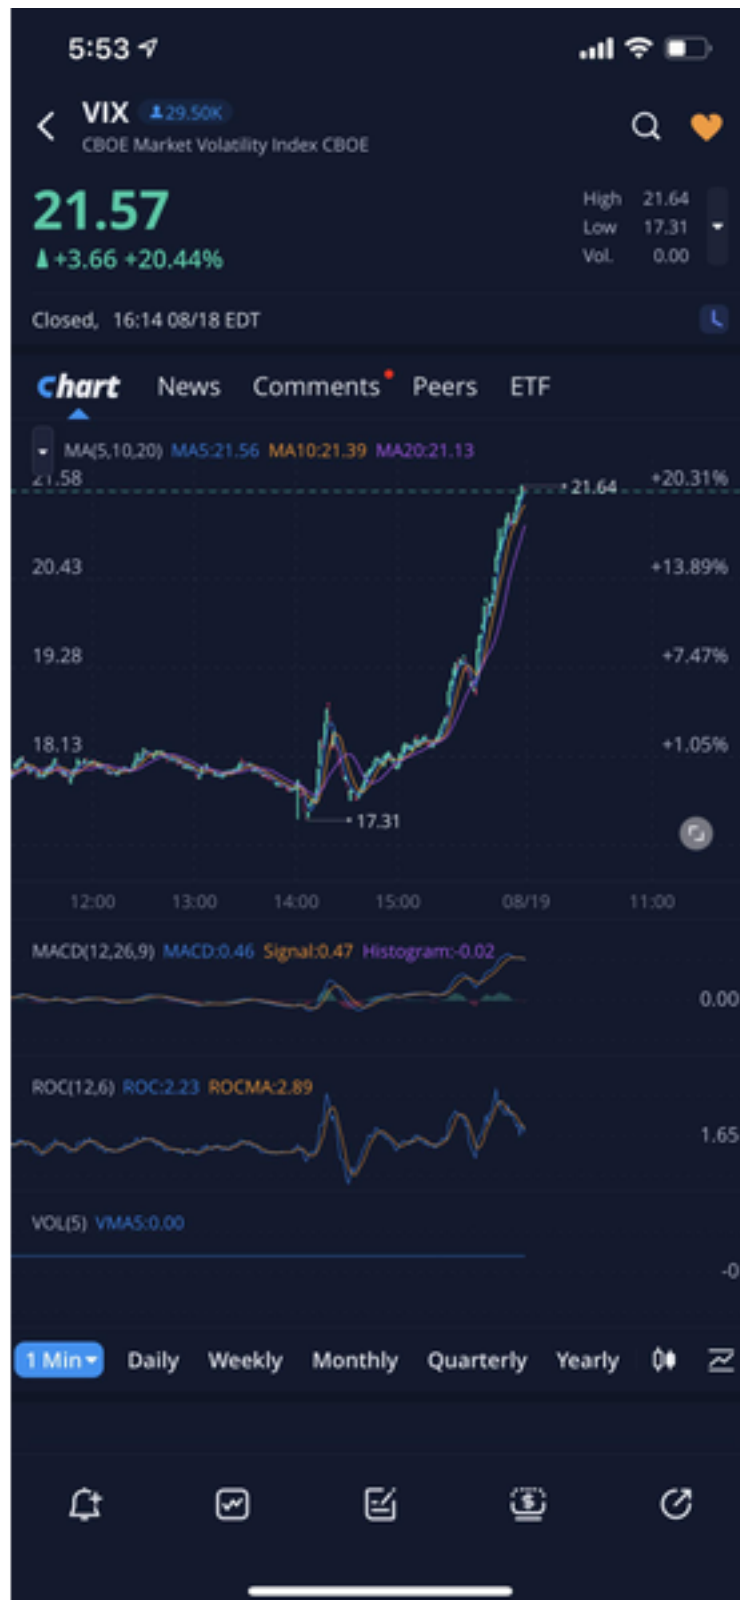 5:53
VIX 29.50K
CBOE Market Volatility Index CBOE
21.57
+3.66 +20.44%
High 21.64
Low 17.31
Vol. 0.00
Closed, 16:14 08/18 EDT
Chart News Comments Peers ETF
MA(5,10,20) MA5:21.56 MA10:21.39 MA20:21.13
21.58 +20.31%
21.64
20.43 +13.89%
19.28 +7.47%
18.13 +1.05%
17.31
12:00 13:00 14:00 15:00 08/19 11:00
MACD(12,26,9) MACD:0.46 Signal:0.47 Histogram:-0.02
0.00
ROC(12,6) ROC:2.23 ROCMA:2.89
1.65
VOL(5) VMA5:0.00
-0
1 Min Daily Weekly Monthly Quarterly Yearly